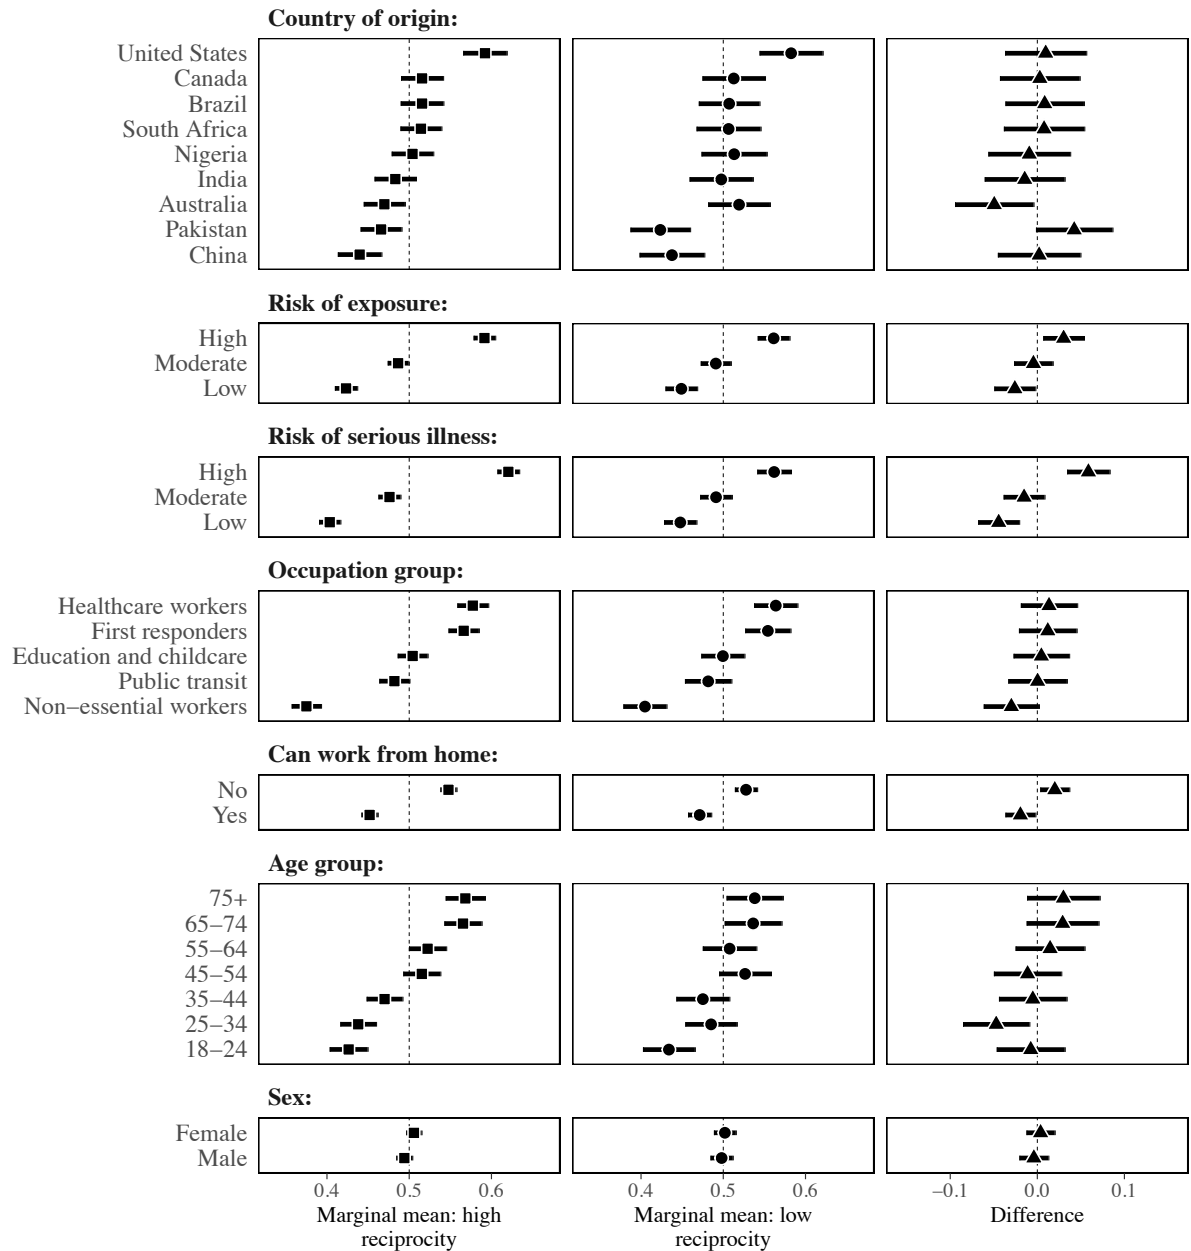 Country of origin:
United States
Canada
Brazil
South Africa
Nigeria
India
Australia
Pakistan
China
Risk of exposure:
High
Moderate
Low
Risk of serious illness:
High
Moderate
Low
Occupation group:
Healthcare workers
First responders
Education and childcare
Public transit
Non−essential workers
Can work from home:
No
Yes
Age group:
75+
65−74
55−64
45−54
35−44
25−34
18−24
Sex:
Female
Male
0.4 0.5 0.6 0.4 0.5 0.6 −0.1 0.0 0.1
Marginal mean: high
reciprocity
Marginal mean: low
reciprocity
Difference